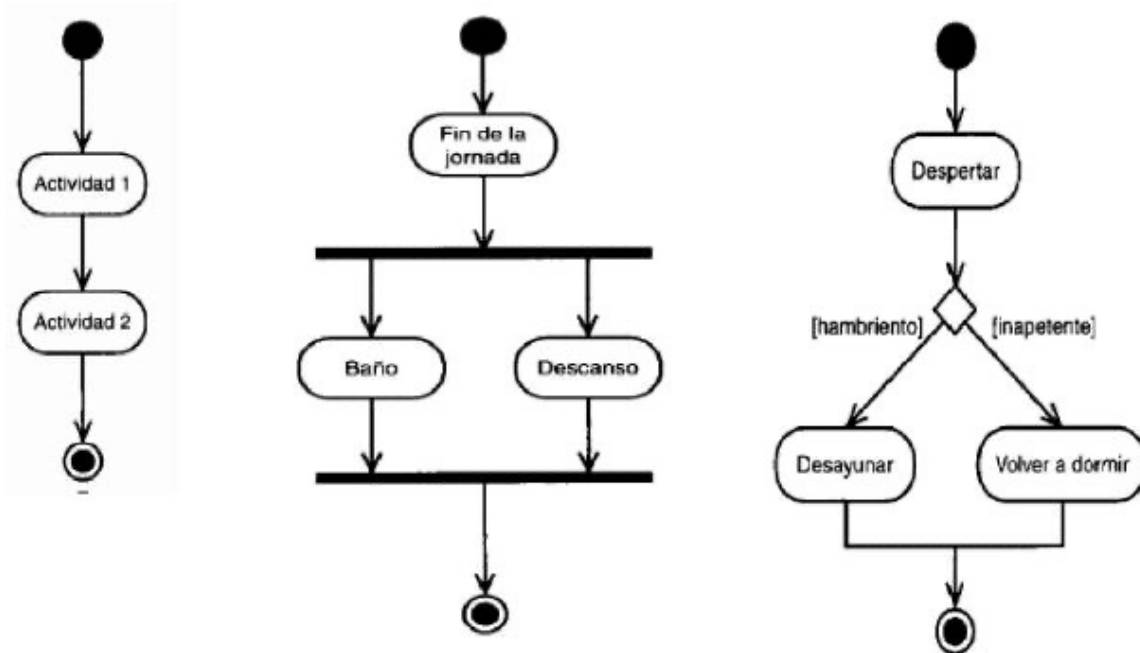 Actividad 1
Actividad 2
Fin de la
jornada
Baño
Descanso
Despertar
[hambriento]
[inapetente]
Desayunar
Volver a dormir